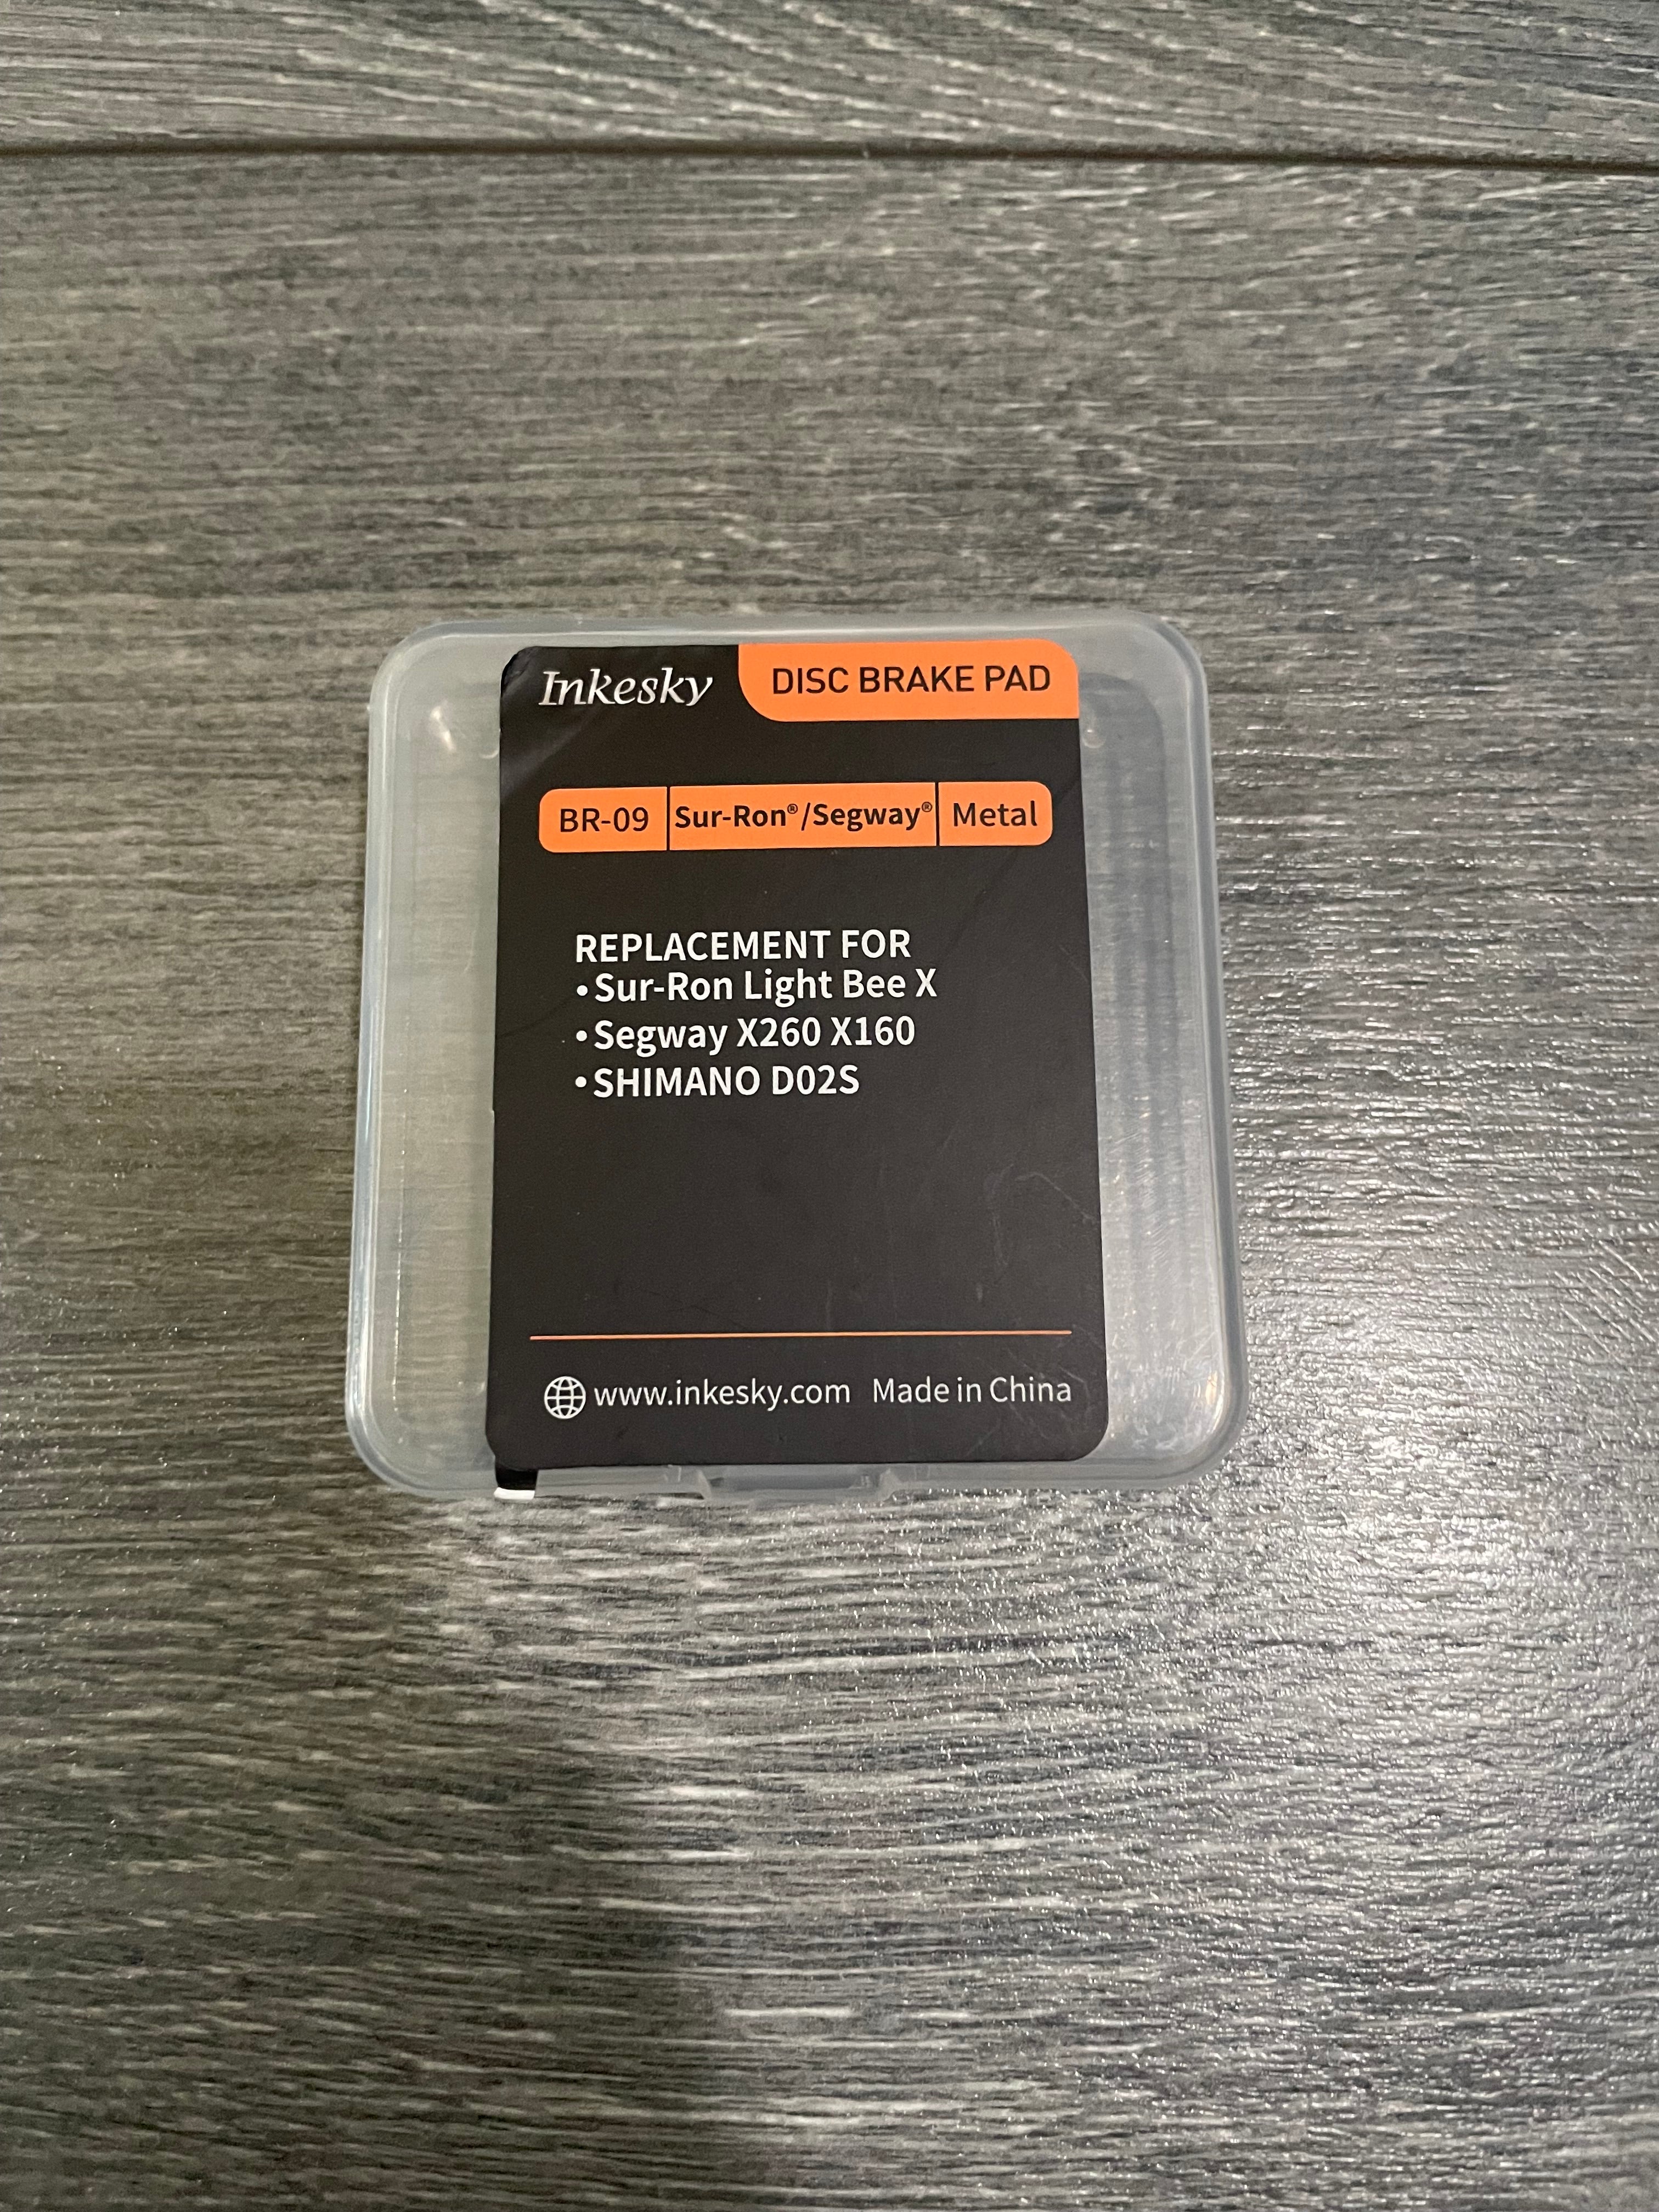 Inkesky DISC BRAKE PAD
BR-09 Sur-Ron®/Segway® Metal
REPLACEMENT FOR
• Sur-Ron Light Bee X
• Segway X260 X160
• SHIMANO D02S
www.inkesky.com Made in China